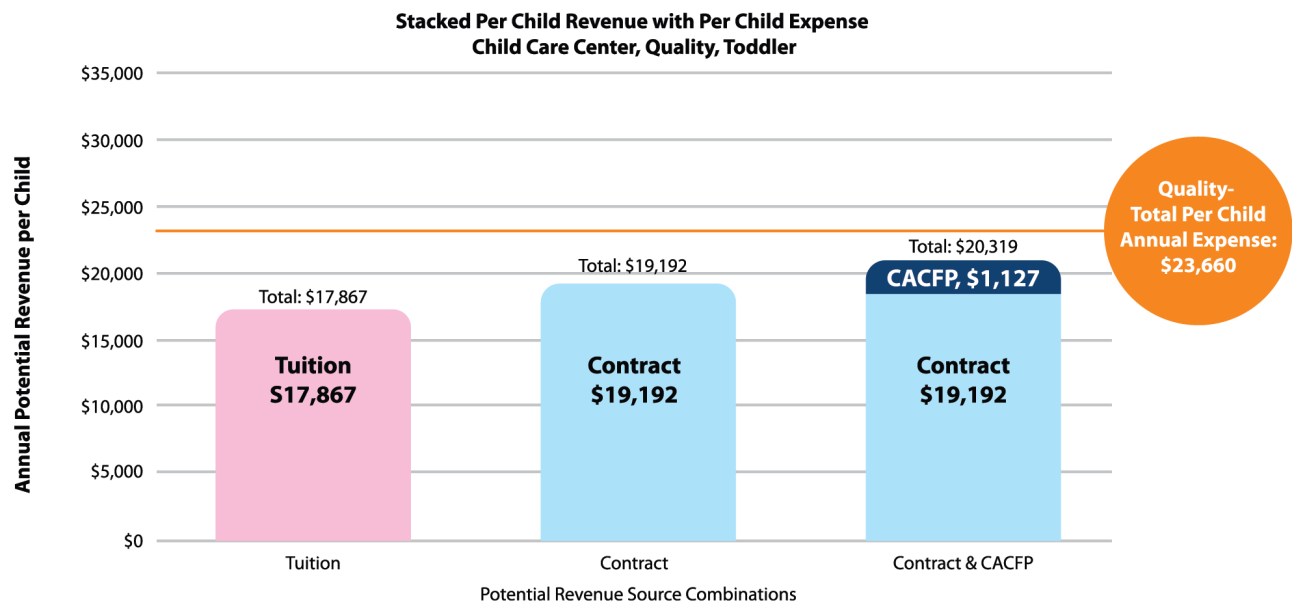 Stacked Per Child Revenue with Per Child Expense
Child Care Center, Quality, Toddler
Annual Potential Revenue per Child
$35,000
$30,000
$25,000
$20,000
$15,000
$10,000
$5,000
$0
Total: $17,867
Tuition
S17,867
Total: $19,192
Contract
$19,192
Total: $20,319
CACFP, $1,127
Contract
$19,192
Quality-
Total Per Child
Annual Expense:
$23,660
Tuition
Contract
Contract & CACFP
Potential Revenue Source Combinations